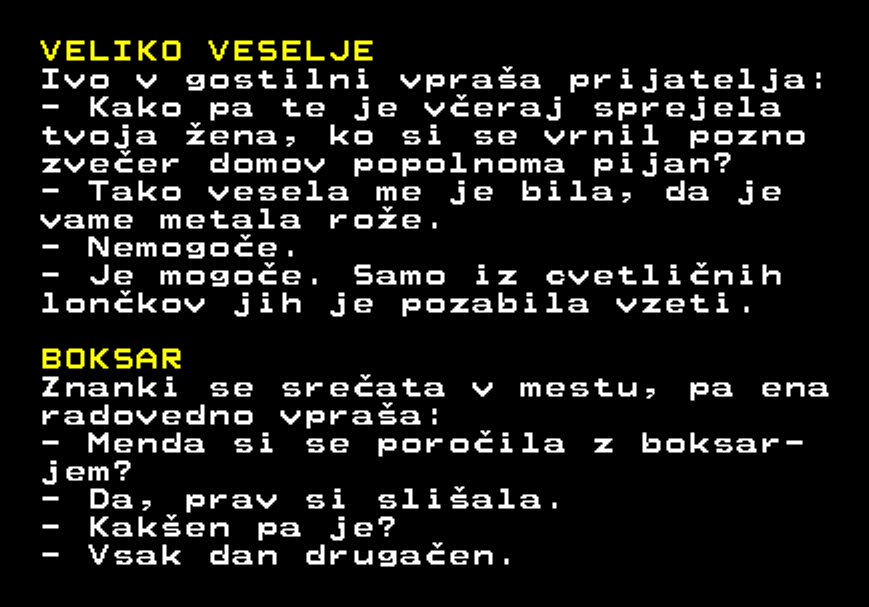 VELIKO VESELJE
Ivo v gostilni vpraša prijatelja:
- Kako pa te je včeraj sprejela
tvoja žena, ko si se vrnil pozno
zvečer domov popolnoma pijan?
- Tako vesela me je bila, da je
vame metala rože.
- Nemogoče.
- Je mogoče. Samo iz cvetličnih
lončkov jih je pozabila vzeti.
BOKSAR
Znanki se srečata v mestu, pa ena
radovedno vpraša:
- Menda si se poročila z boksar-
jem?
- Da, prav si slišala.
- Kakšen pa je?
- Vsak dan drugačen.